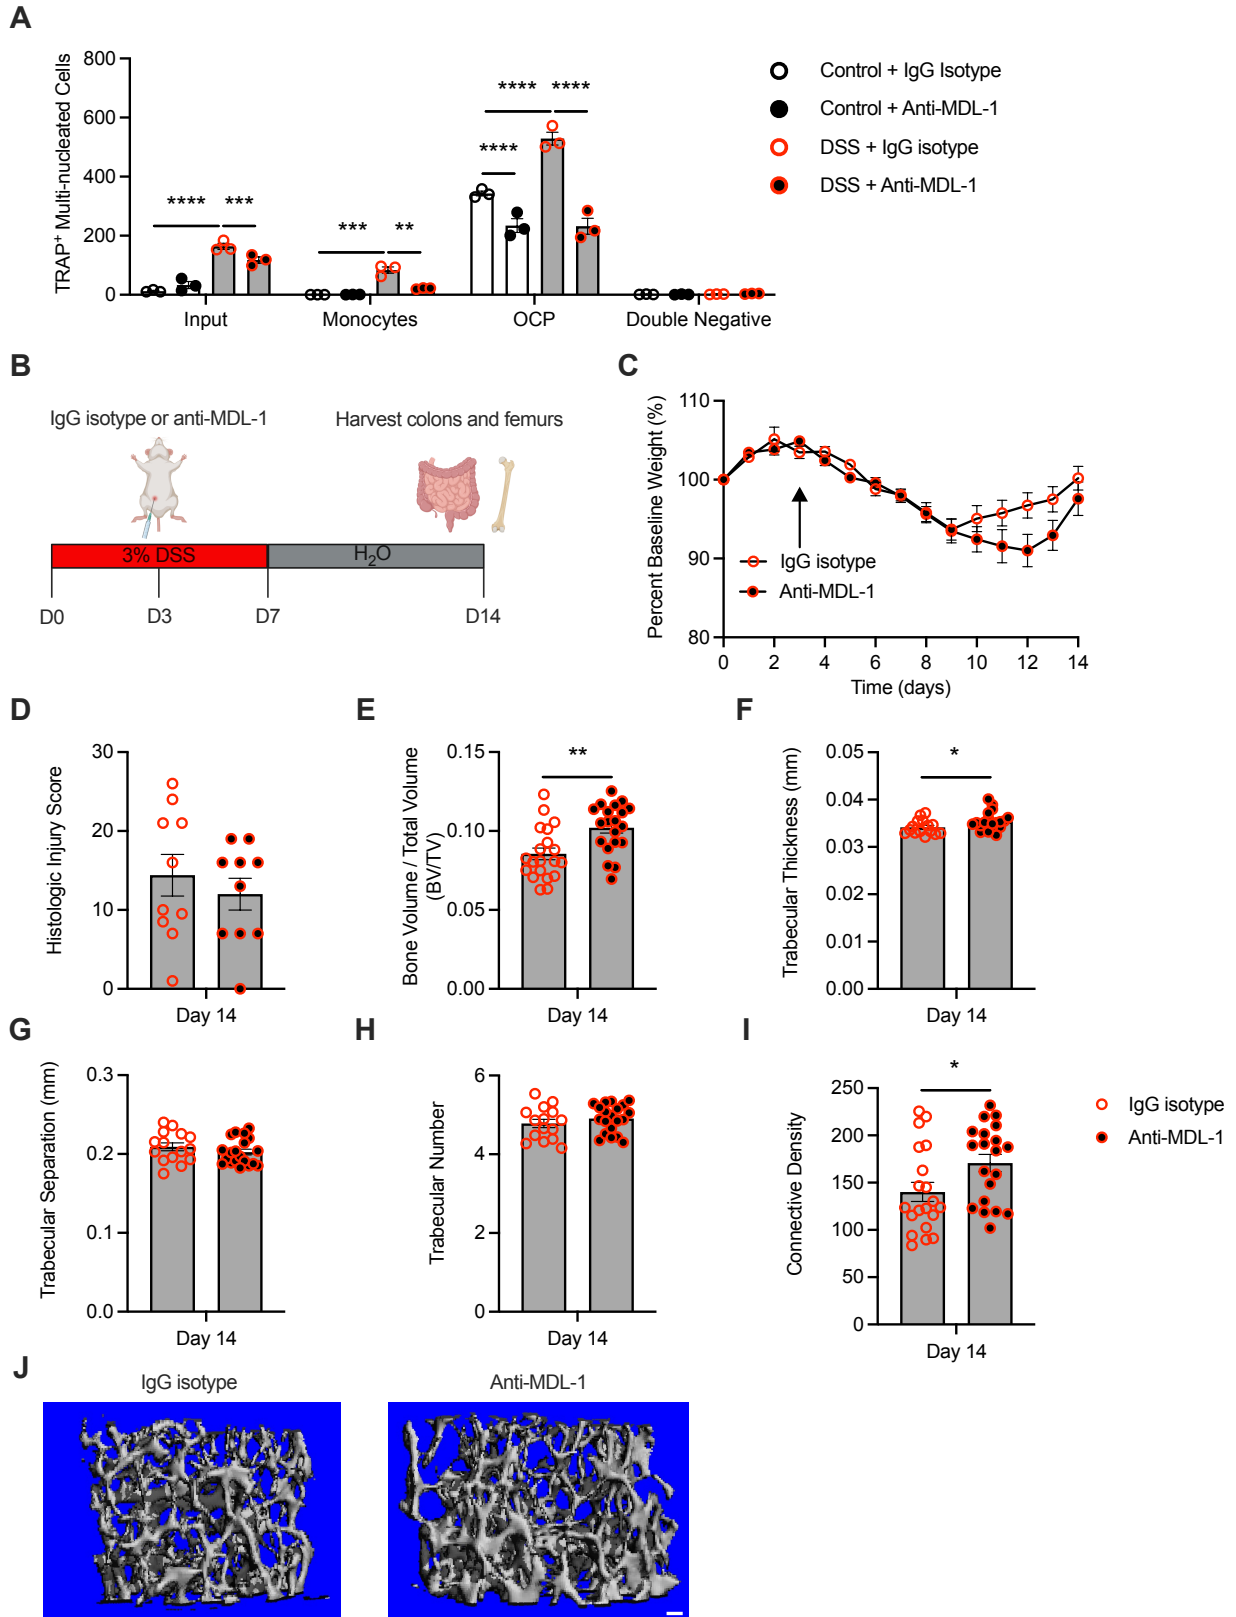 A
TRAP+ Multi-nucleated Cells
800
600
400
200
0
**** ***
*** **
**** ****
****
Input Monocytes OCP Double Negative
Control + IgG Isotype
Control + Anti-MDL-1
DSS + IgG isotype
DSS + Anti-MDL-1
B
IgG isotype or anti-MDL-1
Harvest colons and femurs
3% DSS
H2O
D0 D3 D7 D14
C
Percent Baseline Weight (%)
110
100
90
80
IgG isotype
Anti-MDL-1
0 2 4 6 8 10 12 14
Time (days)
D
Histologic Injury Score
30
20
10
0
Day 14
E
Bone Volume / Total Volume
(BV/TV)
0.15
0.10
0.05
0.00
**
Day 14
F
Trabecular Thickness (mm)
0.05
0.04
0.03
0.02
0.01
0.00
*
Day 14
G
Trabecular Separation (mm)
0.3
0.2
0.1
0.0
Day 14
H
Trabecular Number
6
4
2
0
Day 14
I
Connective Density
250
200
150
100
50
0
*
Day 14
IgG isotype
Anti-MDL-1
J
IgG isotype
Anti-MDL-1